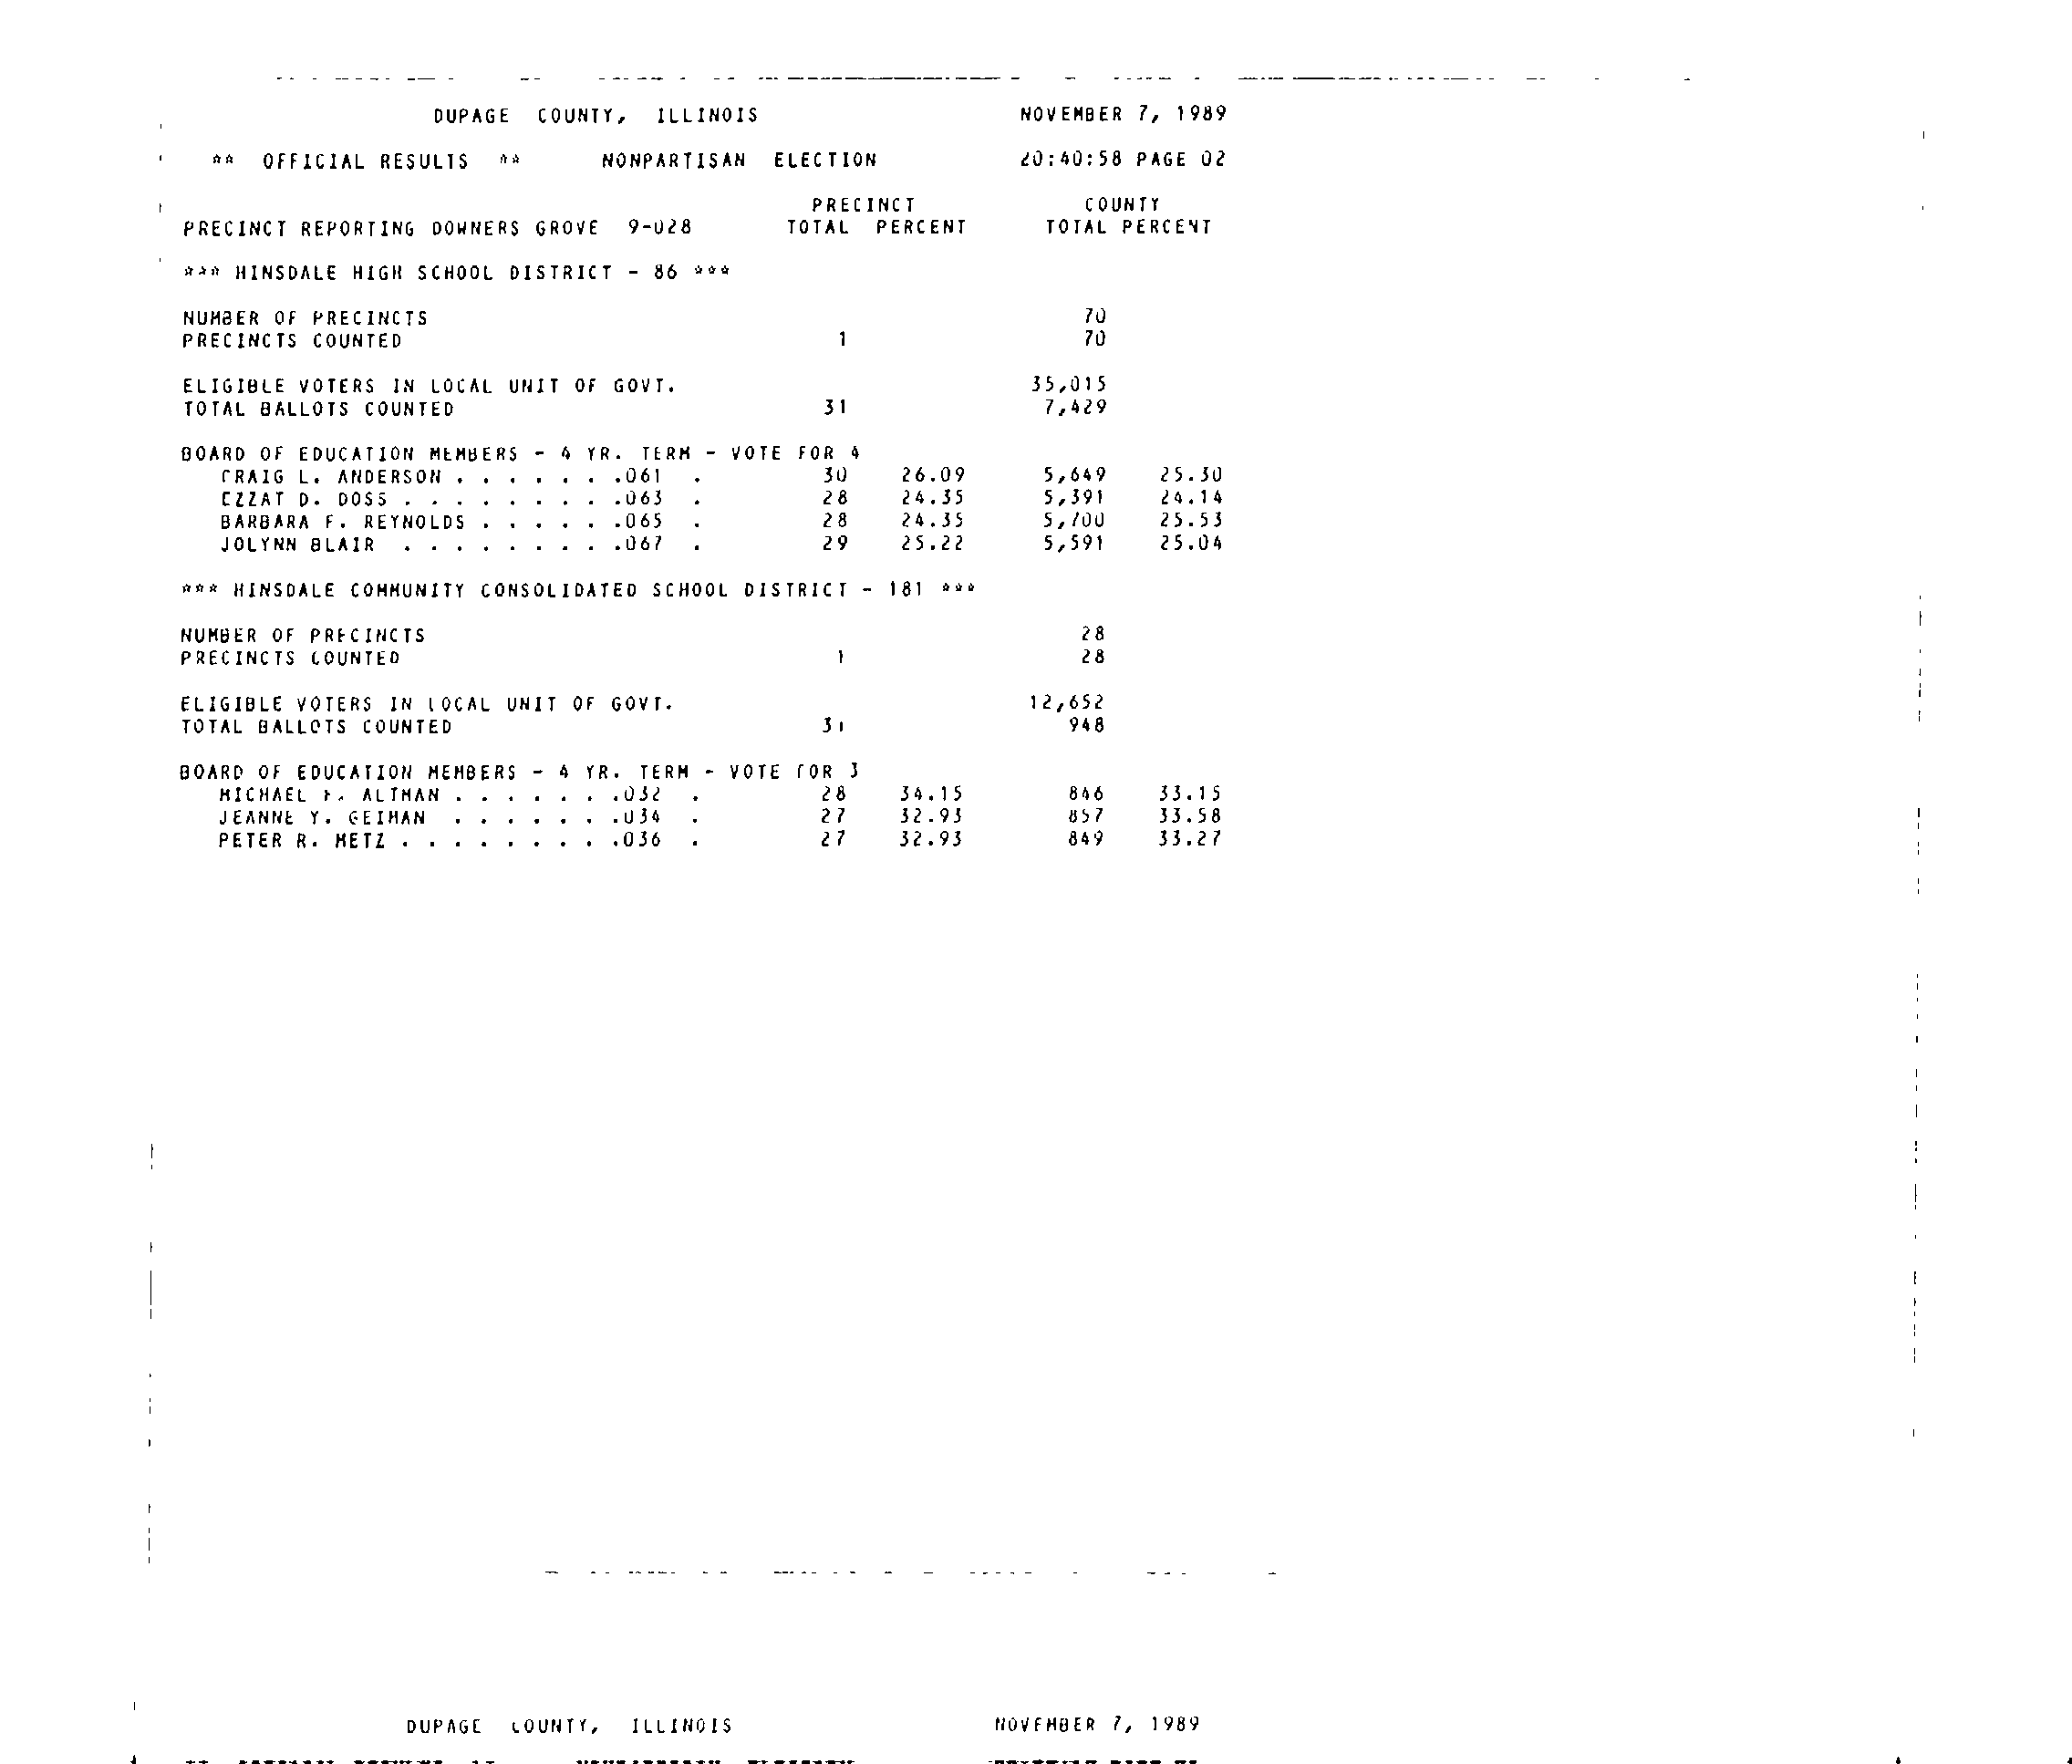 DUPAGE COUNTY, ILLINOIS NOVEMBER 7, 1989
** OFFICIAL RESULTS ** NONPARTISAN ELECTION 20:40:58 PAGE 02
PRECINCT COUNTY
PRECINCT REPORTING DOWNERS GROVE 9-028 TOTAL PERCENT TOTAL PERCENT
*** HINSDALE HIGH SCHOOL DISTRICT - 86 ***
NUMBER OF PRECINCTS 70
PRECINCTS COUNTED 1 70
ELIGIBLE VOTERS IN LOCAL UNIT OF GOVT. 35,015
TOTAL BALLOTS COUNTED 31 7,429
BOARD OF EDUCATION MEMBERS - 4 YR. TERM - VOTE FOR 4
CRAIG L. ANDERSON . . . . . . .061 . 30 26.09 5,649 25.30
EZZAT D. DOSS . . . . . . . . .063 . 28 24.35 5,391 24.14
BARBARA F. REYNOLDS . . . . . .065 . 28 24.35 5,700 25.53
JOLYNN BLAIR . . . . . . . . .067 . 29 25.22 5,591 25.04
*** HINSDALE COMMUNITY CONSOLIDATED SCHOOL DISTRICT - 181 ***
NUMBER OF PRECINCTS 28
PRECINCTS COUNTED 1 28
ELIGIBLE VOTERS IN LOCAL UNIT OF GOVT. 12,652
TOTAL BALLOTS COUNTED 31 948
BOARD OF EDUCATION MEMBERS - 4 YR. TERM - VOTE FOR 3
MICHAEL ALTMAN . . . . . . .032 . 28 34.15 846 33.15
JEANNE Y. GEIMAN . . . . . . .034 . 27 32.93 857 33.58
PETER R. METZ . . . . . . . . .036 . 27 32.93 849 33.27
DUPAGE COUNTY, ILLINOIS NOVEMBER 7, 1989